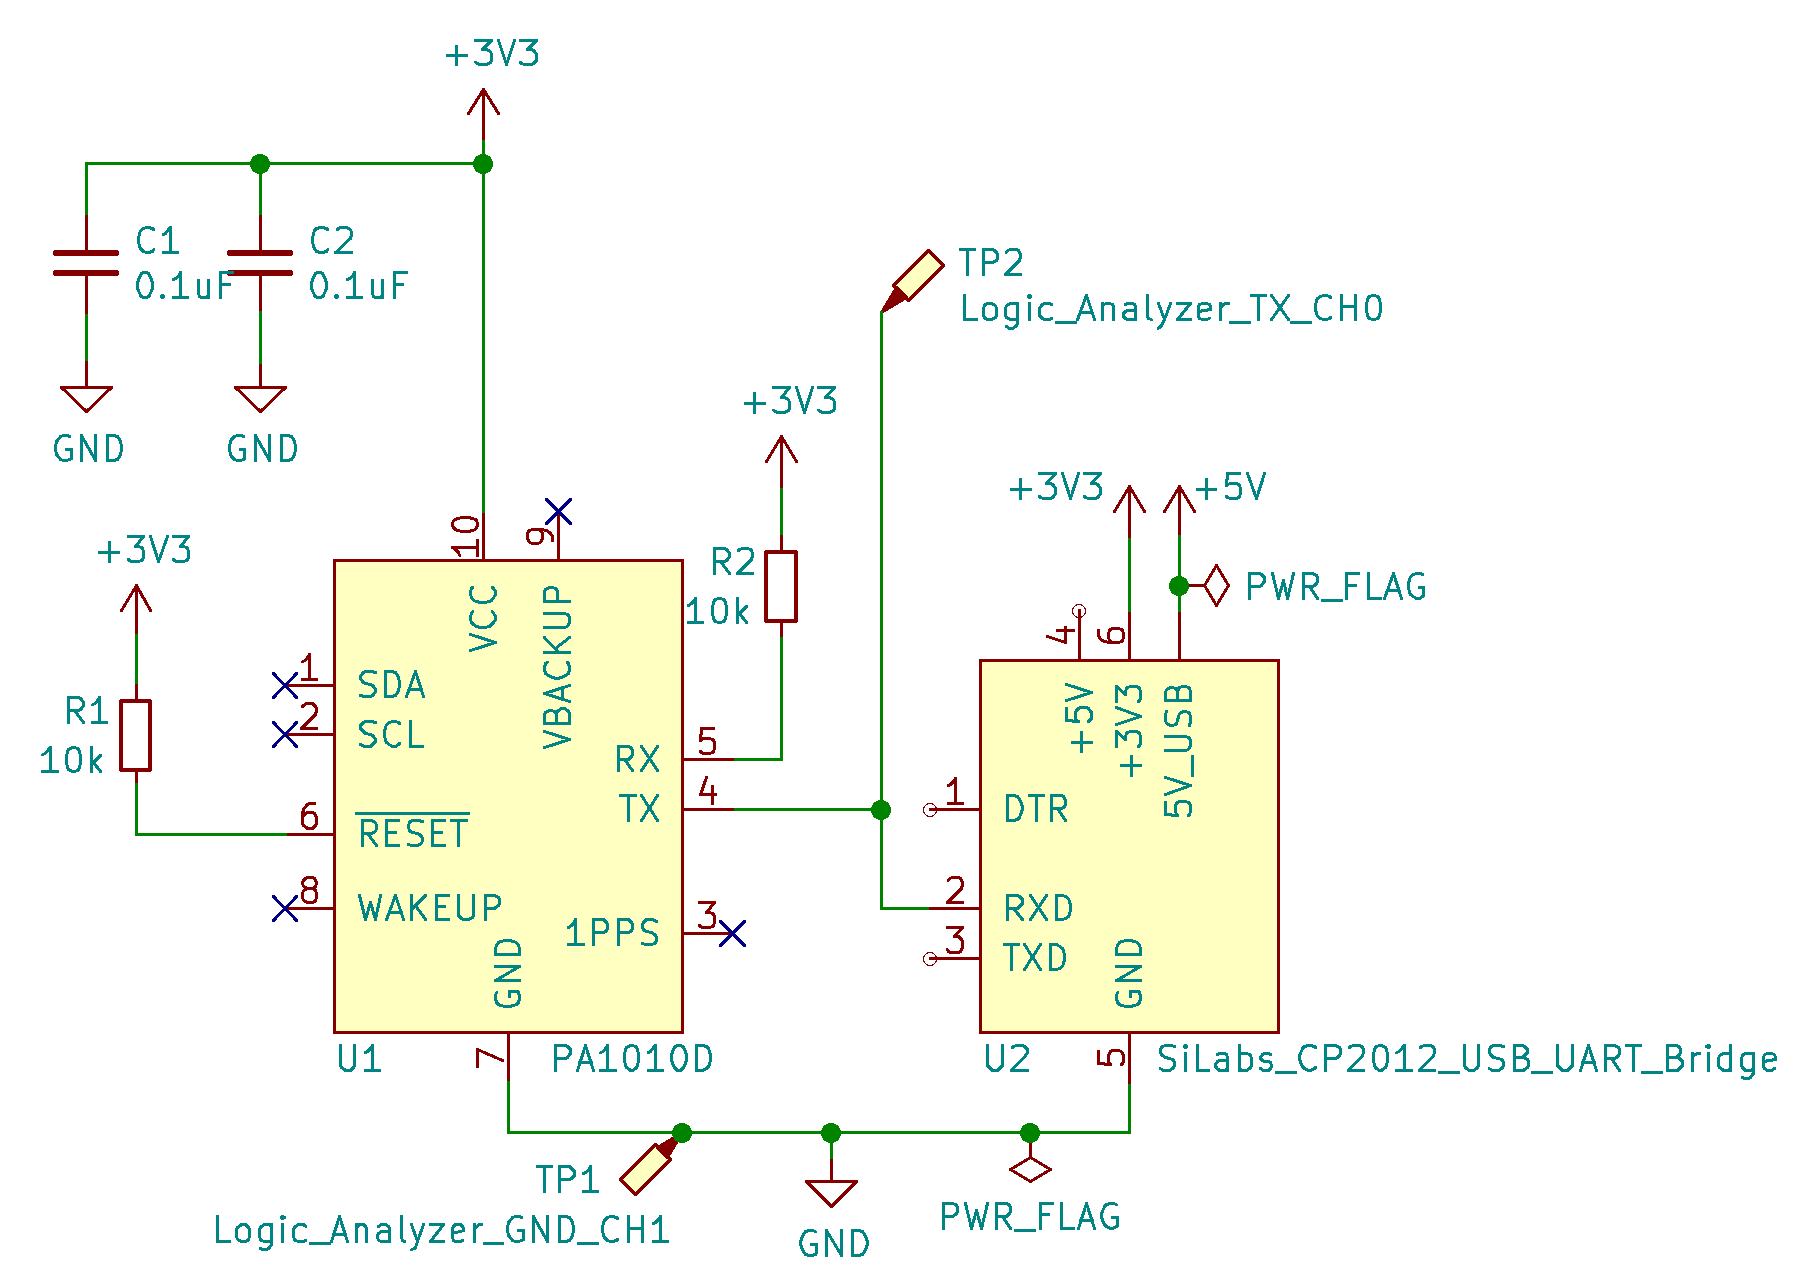 +3V3
C1
0.1uF
C2
0.1uF
GND
GND
TP2
Logic_Analyzer_TX_CH0
+3V3
R2
10k
+3V3
+5V
PWR_FLAG
+3V3
R1
10k
10
9
VCC
VBACKUP
1
SDA
2
SCL
6
RESET
8
WAKEUP
5
RX
4
TX
3
1PPS
GND
7
U1
PA1010D
4
6
+5V
+3V3
5V_USB
1
DTR
2
RXD
3
TXD
GND
5
U2
SiLabs_CP2012_USB_UART_Bridge
TP1
Logic_Analyzer_GND_CH1
GND
PWR_FLAG